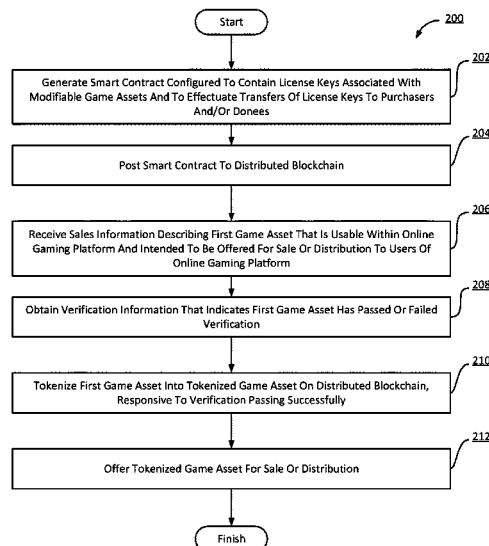 Start
200
202
Generate Smart Contract Configured To Contain License Keys Associated With
Modifiable Game Assets And To Effectuate Transfers Of License Keys To Purchasers
And/Or Donees
204
Post Smart Contract To Distributed Blockchain
206
Receive Sales Information Describing First Game Asset That Is Usable Within Online
Gaming Platform And Intended To Be Offered For Sale Or Distribution To Users Of
Online Gaming Platform
208
Obtain Verification Information That Indicates First Game Asset Has Passed Or Failed
Verification
210
Tokenize First Game Asset Into Tokenized Game Asset On Distributed Blockchain,
Responsive To Verification Passing Successfully
212
Offer Tokenized Game Asset For Sale Or Distribution
Finish